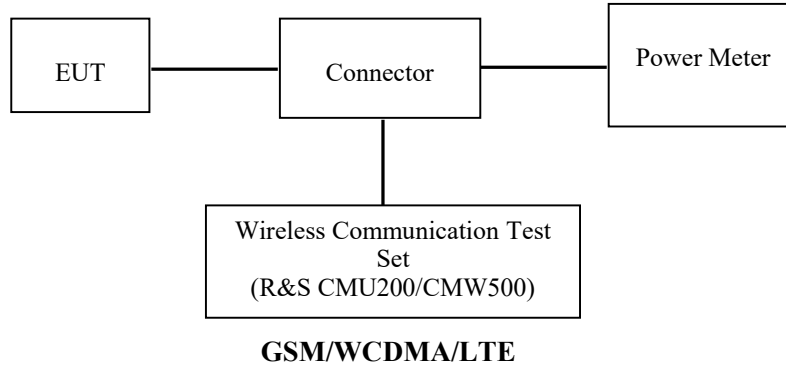 EUT
Connector
Power Meter
Wireless Communication Test
Set
(R&S CMU200/CMW500)
GSM/WCDMA/LTE